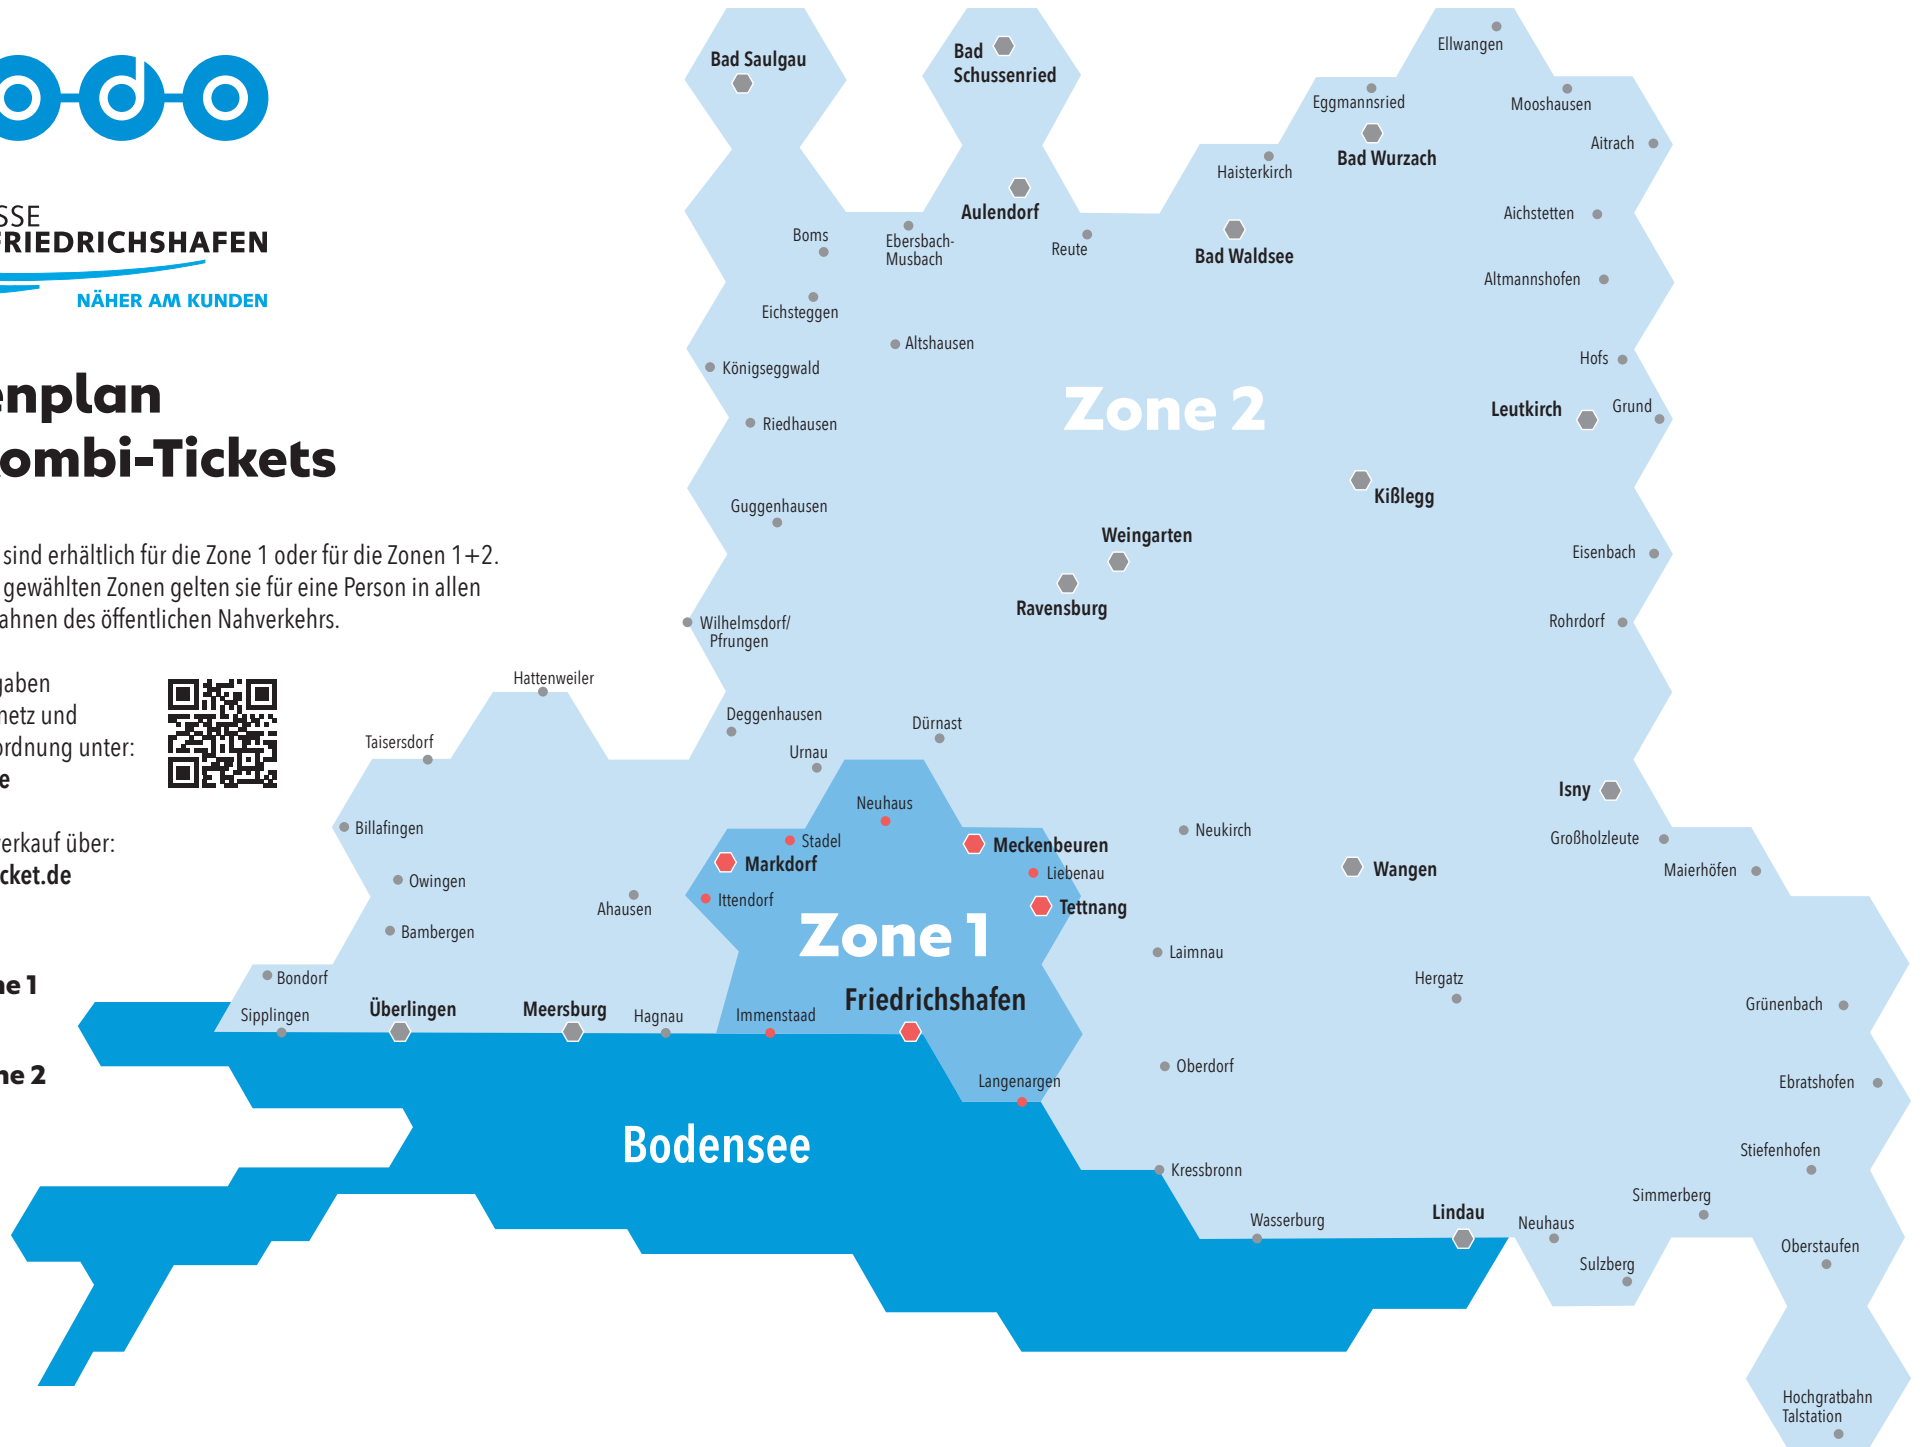 odo
SSE
FRIEDRICHSHAFEN
NÄHER AM KUNDEN
enplan
ombi-Tickets
sind erhältlich für die Zone 1 oder für die Zonen 1+2.
gewählten Zonen gelten sie für eine Person in allen
ahnen des öffentlichen Nahverkehrs.
gaben
netz und
ordnung unter:
e
verkauf über:
cket.de
ne 1
ne 2
Bad Saulgau
Bad
Schussenried
Ellwangen
Eggmannsried
Mooshausen
Bad Wurzach
Aitrach
Haisterkirch
Aulendorf
Aichstetten
Boms
Ebersbach-
Musbach
Reute
Bad Waldsee
Altmannshofen
Eichsteggen
Altshausen
Königseggwald
Hofs
Zone 2
Leutkirch
Grund
Riedhausen
Kißlegg
Guggenhausen
Weingarten
Eisenbach
Ravensburg
Wilhelmsdorf/
Pfrungen
Rohrdorf
Hattenweiler
Deggenhausen
Dürnast
Taisersdorf
Urnau
Isny
Neuhaus
Billafingen
Stadel
Meckenbeuren
Neukirch
Großholzleute
Markdorf
Liebenau
Wangen
Maierhöfen
Owingen
Ittendorf
Tettnang
Ahausen
Bambergen
Zone 1
Laimnau
Bondorf
Hergatz
Friedrichshafen
Grünenbach
Sipplingen
Überlingen
Meersburg
Hagnau
Immenstaad
Oberdorf
Langenargen
Ebratshofen
Bodensee
Stiefenhofen
Kressbronn
Simmerberg
Wasserburg
Lindau
Neuhaus
Oberstaufen
Sulzberg
Hochgratbahn
Talstation